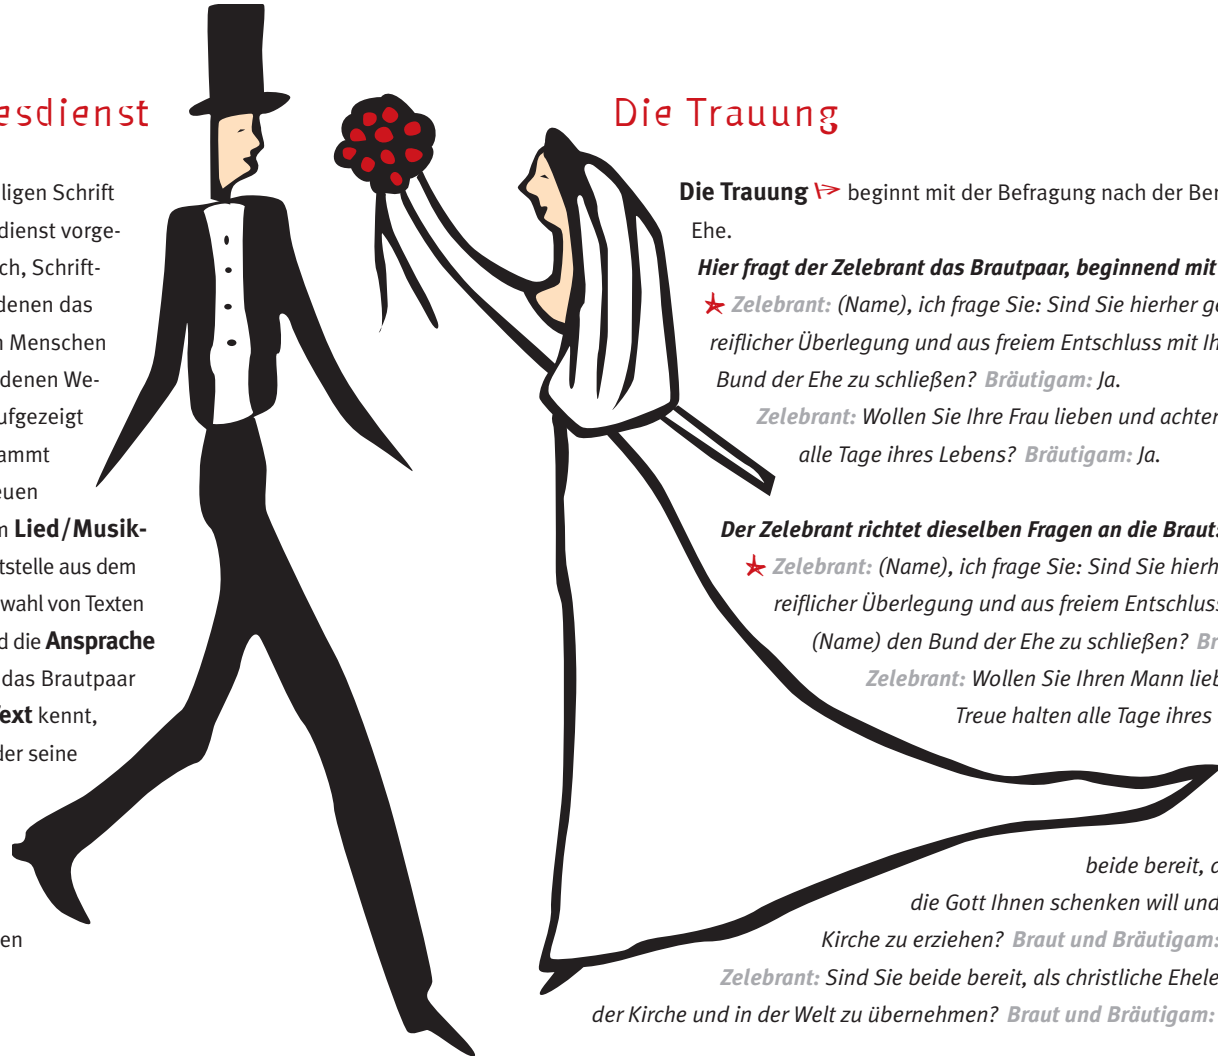 esdienst
ligen Schrift
dienst vorge-
ch, Schrift-
denen das
n Menschen
denen We-
ufgezeigt
ammt
euen
n Lied/Musik-
tstelle aus dem
wahl von Texten
d die Ansprache
das Brautpaar
Text kennt,
der seine
en
Die Trauung
Die Trauung beginnt mit der Befragung nach der Ber
Ehe.
Hier fragt der Zelebrant das Brautpaar, beginnend mit
Zelebrant: (Name), ich frage Sie: Sind Sie hierher ge
reiflicher Überlegung und aus freiem Entschluss mit Ih
Bund der Ehe zu schließen? Bräutigam: Ja.
Zelebrant: Wollen Sie Ihre Frau lieben und achten
alle Tage ihres Lebens? Bräutigam: Ja.
Der Zelebrant richtet dieselben Fragen an die Braut:
Zelebrant: (Name), ich frage Sie: Sind Sie hierh
reiflicher Überlegung und aus freiem Entschluss
(Name) den Bund der Ehe zu schließen? Br
Zelebrant: Wollen Sie Ihren Mann lieb
Treue halten alle Tage ihres
beide bereit, d
die Gott Ihnen schenken will und
Kirche zu erziehen? Braut und Bräutigam:
Zelebrant: Sind Sie beide bereit, als christliche Ehele
der Kirche und in der Welt zu übernehmen? Braut und Bräutigam: